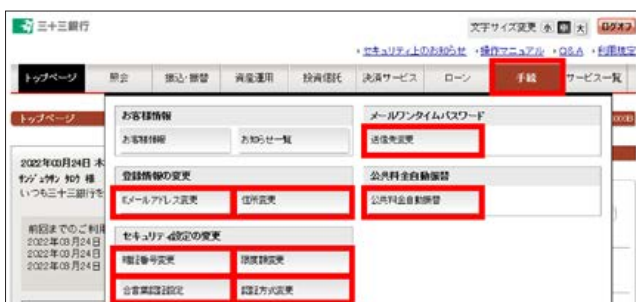 三十三銀行
文字サイズ変更 小 中 大 ログオフ
セキュリティ上のお知らせ ・操作マニュアル ・Q&A ・利用規定
トップページ 照会 振込・振替 資産運用 投資信託 決済サービス ローン 手続 サービス一覧
トップページ
お客様情報 メールワンタイムパスワード
お客様情報 お知らせ一覧 送信先変更
2022年03月24日 木
様
いつも三十三銀行を
登録情報の変更 公共料金自動振替
Eメールアドレス変更 住所変更 公共料金自動振替
前回までのご利用
2022年03月24日
2022年03月24日
2022年03月24日
セキュリティ設定の変更
暗証番号変更 限度額変更
合言葉認証設定 認証方式変更